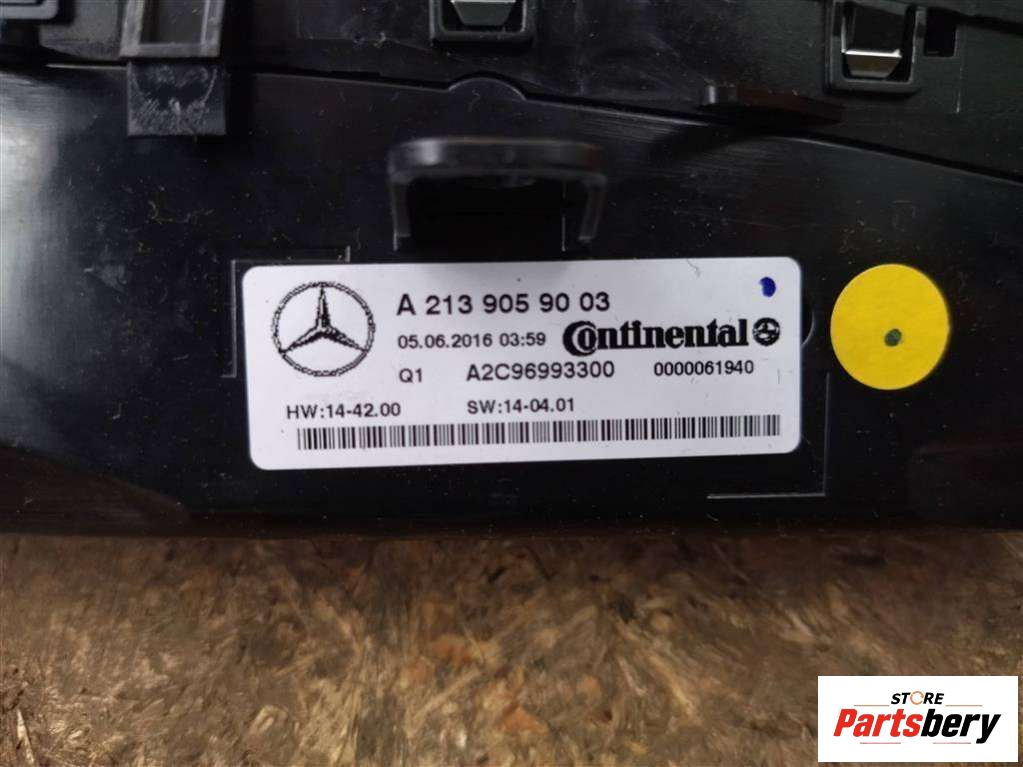 A 213 905 90 03
05.06.2016 03:59 Continental
Q1 A2C96993300 0000061940
HW:14-42.00 SW:14-04.01
STORE
Partsbery